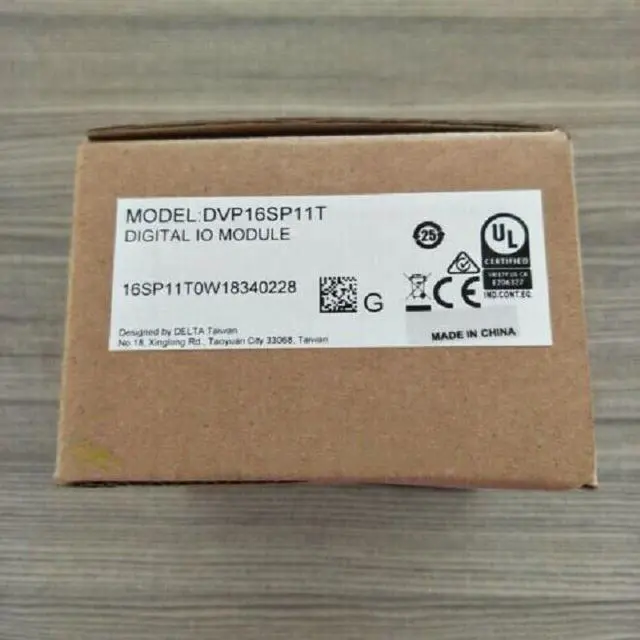 MODEL:DVP16SP11T
DIGITAL IO MODULE
16SP11T0W18340228
G
Designed by DELTA Taiwan
No.18, Xinglong Rd., Taoyuan City 33068, Taiwan
25
UL
CERTIFIED
IND.CONT.EQ.
CE
MADE IN CHINA